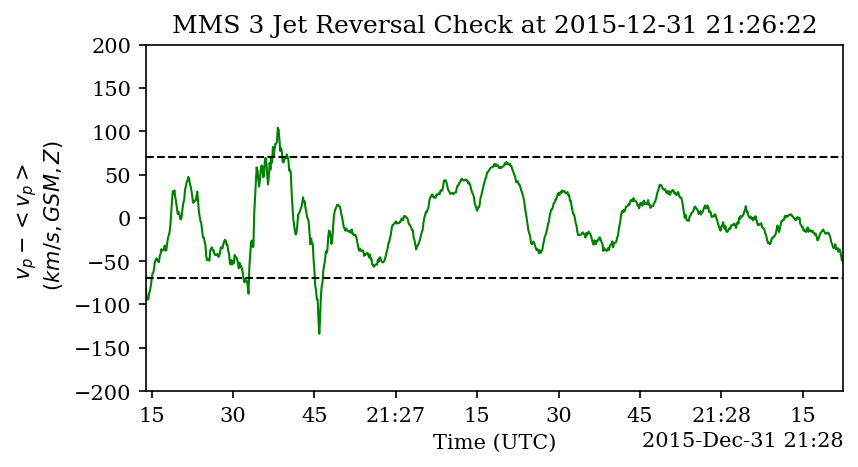 MMS 3 Jet Reversal Check at 2015-12-31 21:26:22
v_p − < v_p >
(km/s, GSM, Z)
200
150
100
50
0
−50
−100
−150
−200
15 30 45 21:27 15 30 45 21:28 15
Time (UTC)
2015-Dec-31 21:28